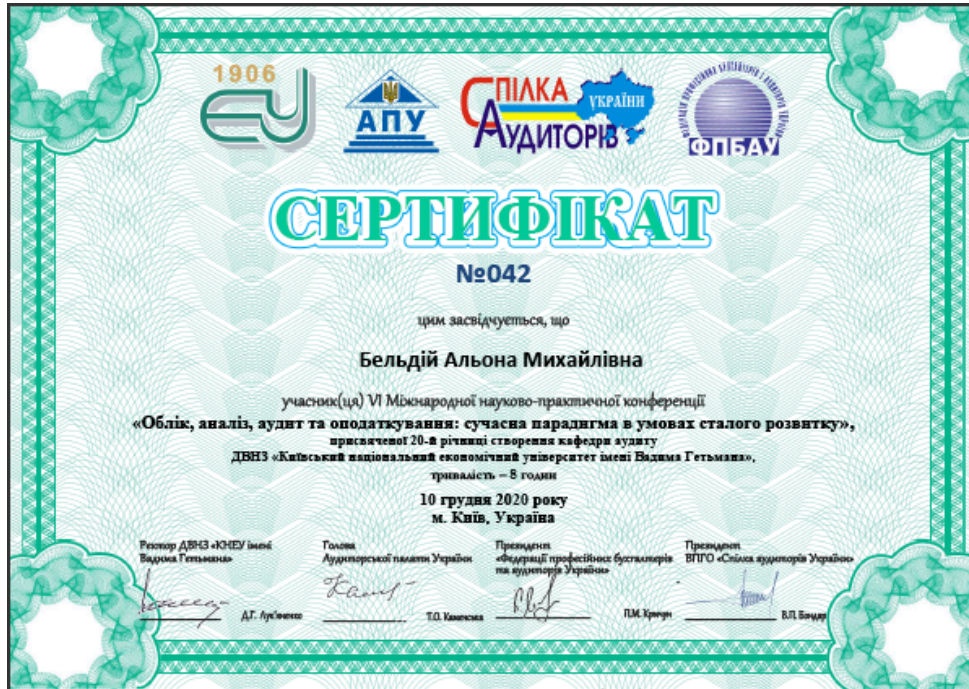 1906
АПУ
СПІЛКА
УКРАЇНИ
АУДИТОРІВ
ФПБАУ
СЕРТИФІКАТ
№042
цим засвідчується, що
Бельдій Альона Михайлівна
учасник(ця) VI Міжнародної науково-практичної конференції
«Облік, аналіз, аудит та оподаткування: сучасна парадигма в умовах сталого розвитку»,
присвяченої 20-й річниці створення кафедри аудиту
ДВНЗ «Київський національний економічний університет імені Вадима Гетьмана»,
тривалість – 8 годин
10 грудня 2020 року
м. Київ, Україна
Ректор ДВНЗ «КНЕУ імені
Вадима Гетьмана»
Д.Г. Лук'яненко
Голова
Аудиторської палати України
Т.О. Каменська
Президент
«Федерації професійних бухгалтерів
та аудиторів України»
П.М. Кравчун
Президент
ВПГО «Спілка аудиторів України»
В.П. Бондар